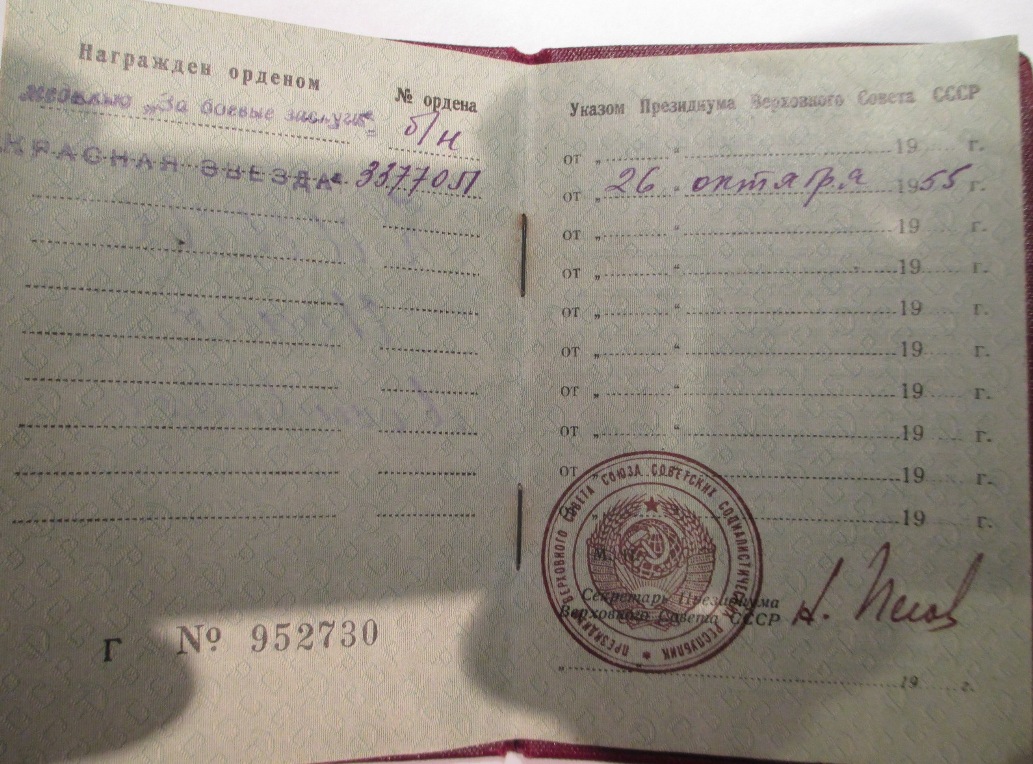 Награжден орденом
№ ордена
медалью „За боевые заслуги“
б/н
КРАСНАЯ ЗВЕЗДА
3377051
Г № 952730
Указом Президиума Верховного Совета СССР
от „ “ 19 г.
от „ 26 “ октября 1955 г.
от „ “ 19 г.
от „ “ 19 г.
от „ “ 19 г.
от „ “ 19 г.
от „ “ 19 г.
от „ “ 19 г.
от „ “ 19 г.
„ 19 г.
ПРЕЗИДИУМ ВЕРХОВНОГО СОВЕТА СОЮЗА СОВЕТСКИХ СОЦИАЛИСТИЧЕСКИХ РЕСПУБЛИК
М. П.
Секретарь Президиума
Верховного Совета СССР
Н. Пегов
„ “ 19 г.